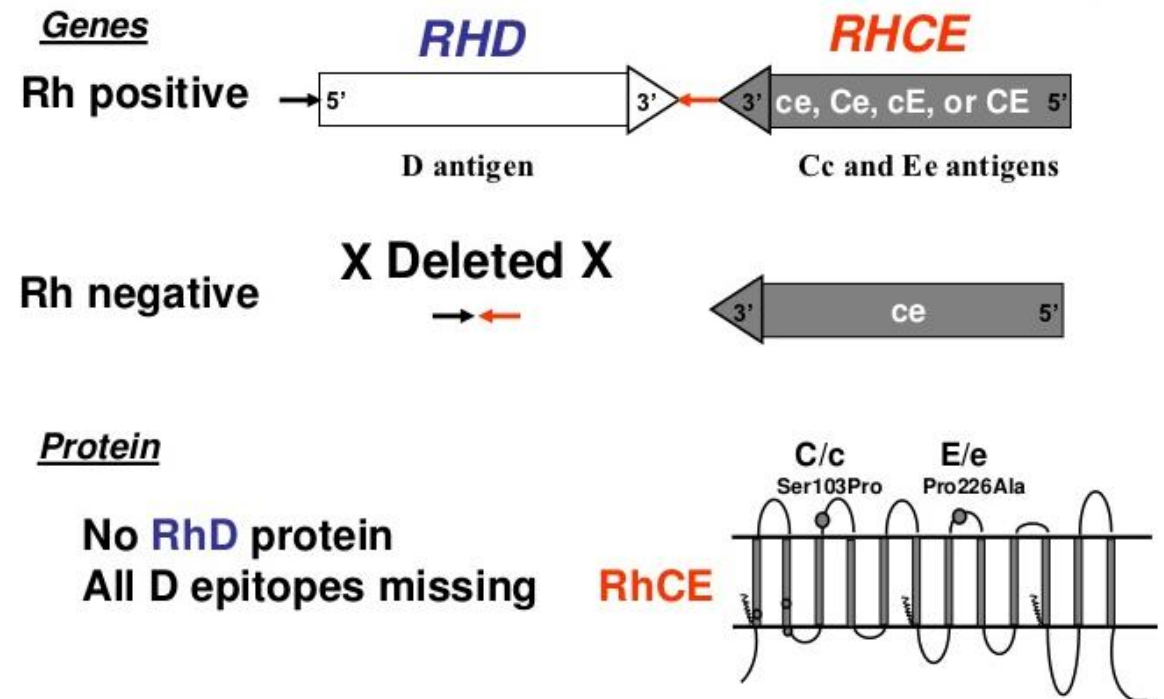 Genes
RHD RHCE
Rh positive 5’ 3’ 3’ ce, Ce, cE, or CE 5’
D antigen Cc and Ee antigens
X Deleted X
Rh negative 3’ ce 5’
Protein
C/c E/e
Ser103Pro Pro226Ala
No RhD protein
All D epitopes missing RhCE